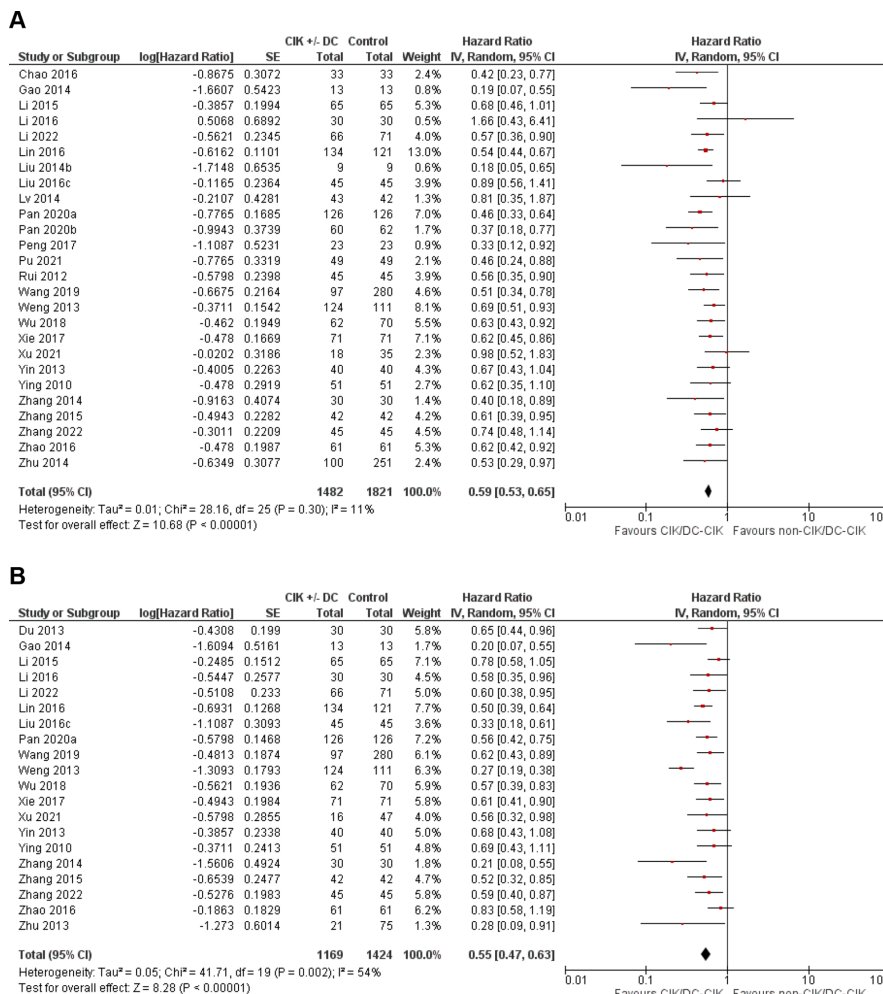 A
CIK +/- DC Control Hazard Ratio Hazard Ratio
Study or Subgroup log[Hazard Ratio] SE Total Total Weight IV, Random, 95% CI IV, Random, 95% CI
Chao 2016 -0.8675 0.3072 33 33 2.4% 0.42 [0.23, 0.77]
Gao 2014 -1.6607 0.5423 13 13 0.8% 0.19 [0.07, 0.55]
Li 2015 -0.3857 0.1994 65 65 5.3% 0.68 [0.46, 1.01]
Li 2016 0.5068 0.6892 30 30 0.5% 1.66 [0.43, 6.41]
Li 2022 -0.5621 0.2345 66 71 4.0% 0.57 [0.36, 0.90]
Lin 2016 -0.6162 0.1101 134 121 13.0% 0.54 [0.44, 0.67]
Liu 2014b -1.7148 0.6535 9 9 0.6% 0.18 [0.05, 0.65]
Liu 2016c -0.1165 0.2364 45 45 3.9% 0.89 [0.56, 1.41]
Lv 2014 -0.2107 0.4281 43 42 1.3% 0.81 [0.35, 1.87]
Pan 2020a -0.7765 0.1685 126 126 7.0% 0.46 [0.33, 0.64]
Pan 2020b -0.9943 0.3739 60 62 1.7% 0.37 [0.18, 0.77]
Peng 2017 -1.1087 0.5231 23 23 0.9% 0.33 [0.12, 0.92]
Pu 2021 -0.7765 0.3319 49 49 2.1% 0.46 [0.24, 0.88]
Rui 2012 -0.5798 0.2398 45 45 3.8% 0.56 [0.35, 0.90]
Wang 2019 -0.6675 0.2164 97 280 4.6% 0.51 [0.34, 0.78]
Weng 2013 -0.3711 0.1542 124 111 8.1% 0.69 [0.51, 0.93]
Wu 2018 -0.462 0.1949 62 70 5.5% 0.63 [0.43, 0.92]
Xie 2017 -0.478 0.1669 71 71 7.1% 0.62 [0.45, 0.86]
Xu 2021 -0.0202 0.3186 18 35 2.3% 0.98 [0.52, 1.83]
Yin 2013 -0.4005 0.2263 40 40 4.3% 0.67 [0.43, 1.04]
Ying 2010 -0.478 0.2919 51 51 2.7% 0.62 [0.35, 1.10]
Zhang 2014 -0.9163 0.4074 30 30 1.4% 0.40 [0.18, 0.89]
Zhang 2015 -0.4943 0.2282 42 42 4.2% 0.61 [0.39, 0.95]
Zhang 2022 -0.3011 0.2209 45 45 4.5% 0.74 [0.48, 1.14]
Zhao 2016 -0.478 0.1987 61 61 5.3% 0.62 [0.42, 0.92]
Zhu 2014 -0.6349 0.3077 100 251 2.4% 0.53 [0.29, 0.97]
Total (95% CI) 1482 1821 100.0% 0.59 [0.53, 0.65]
Heterogeneity: Tau² = 0.01; Chi² = 28.16, df = 25 (P = 0.30); I² = 11%
Test for overall effect: Z = 10.68 (P < 0.00001)
0.01 0.1 1 10 100
Favours CIK/DC-CIK Favours non-CIK/DC-CIK
B
CIK +/- DC Control Hazard Ratio Hazard Ratio
Study or Subgroup log[Hazard Ratio] SE Total Total Weight IV, Random, 95% CI IV, Random, 95% CI
Du 2013 -0.4308 0.199 30 30 5.8% 0.65 [0.44, 0.96]
Gao 2014 -1.6094 0.5161 13 13 1.7% 0.20 [0.07, 0.55]
Li 2015 -0.2485 0.1512 65 65 7.1% 0.78 [0.58, 1.05]
Li 2016 -0.5447 0.2577 30 30 4.5% 0.58 [0.35, 0.96]
Li 2022 -0.5108 0.233 66 71 5.0% 0.60 [0.38, 0.95]
Lin 2016 -0.6931 0.1268 134 121 7.8% 0.50 [0.39, 0.64]
Liu 2016c -1.1087 0.3093 45 45 3.6% 0.33 [0.18, 0.61]
Pan 2020a -0.5798 0.1468 126 126 7.2% 0.56 [0.42, 0.75]
Wang 2019 -0.4813 0.1874 97 280 6.1% 0.62 [0.43, 0.89]
Weng 2013 -1.3093 0.1793 124 111 6.3% 0.27 [0.19, 0.38]
Wu 2018 -0.5621 0.1936 62 70 5.9% 0.57 [0.39, 0.83]
Xie 2017 -0.4943 0.1984 71 71 5.8% 0.61 [0.41, 0.90]
Xu 2021 -0.5798 0.2855 16 47 4.0% 0.56 [0.32, 0.98]
Yin 2013 -0.3857 0.2338 40 40 5.0% 0.68 [0.43, 1.08]
Ying 2010 -0.3711 0.2413 51 51 4.8% 0.69 [0.43, 1.11]
Zhang 2014 -1.5606 0.4924 30 30 1.8% 0.21 [0.08, 0.55]
Zhang 2015 -0.6539 0.2477 42 42 4.7% 0.52 [0.32, 0.85]
Zhang 2022 -0.5276 0.1983 45 45 5.8% 0.59 [0.40, 0.87]
Zhao 2016 -0.1863 0.1829 61 61 6.2% 0.83 [0.58, 1.19]
Zhu 2013 -1.273 0.6014 21 75 1.3% 0.28 [0.09, 0.91]
Total (95% CI) 1169 1424 100.0% 0.55 [0.47, 0.63]
Heterogeneity: Tau² = 0.05; Chi² = 41.71, df = 19 (P = 0.002); I² = 54%
Test for overall effect: Z = 8.28 (P < 0.00001)
0.01 0.1 1 10 100
Favours CIK/DC-CIK Favours non-CIK/DC-CIK